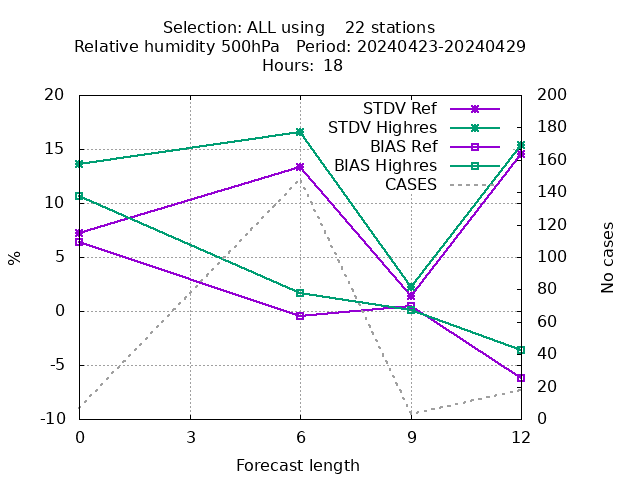 Selection: ALL using    22 stations
Relative humidity 500hPa   Period: 20240423-20240429
Hours: 18
STDV Ref
STDV Highres
BIAS Ref
BIAS Highres
CASES
20
15
10
5
0
-5
-10
%
200
180
160
140
120
100
80
60
40
20
0
No cases
0 3 6 9 12
Forecast length